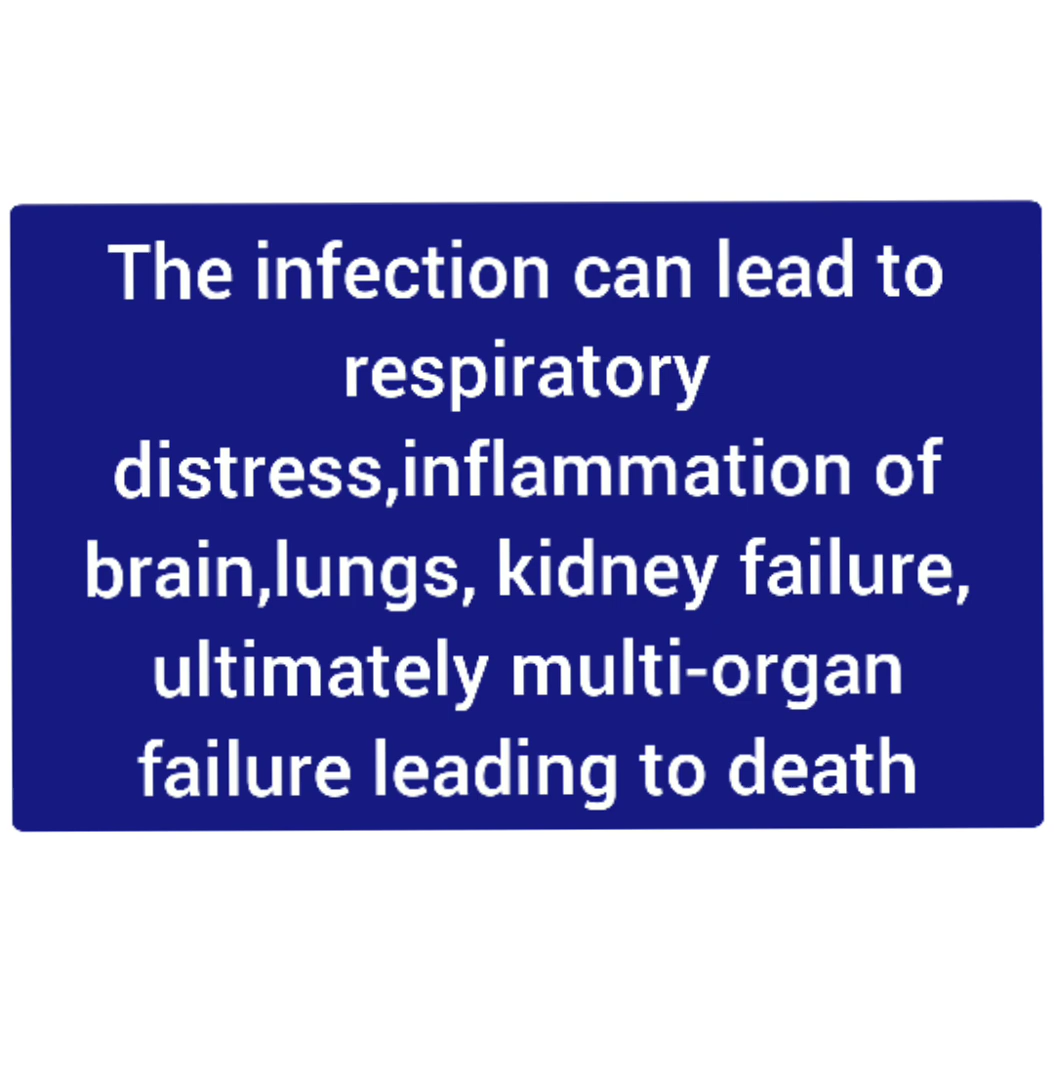 The infection can lead to
respiratory
distress,inflammation of
brain,lungs, kidney failure,
ultimately multi-organ
failure leading to death